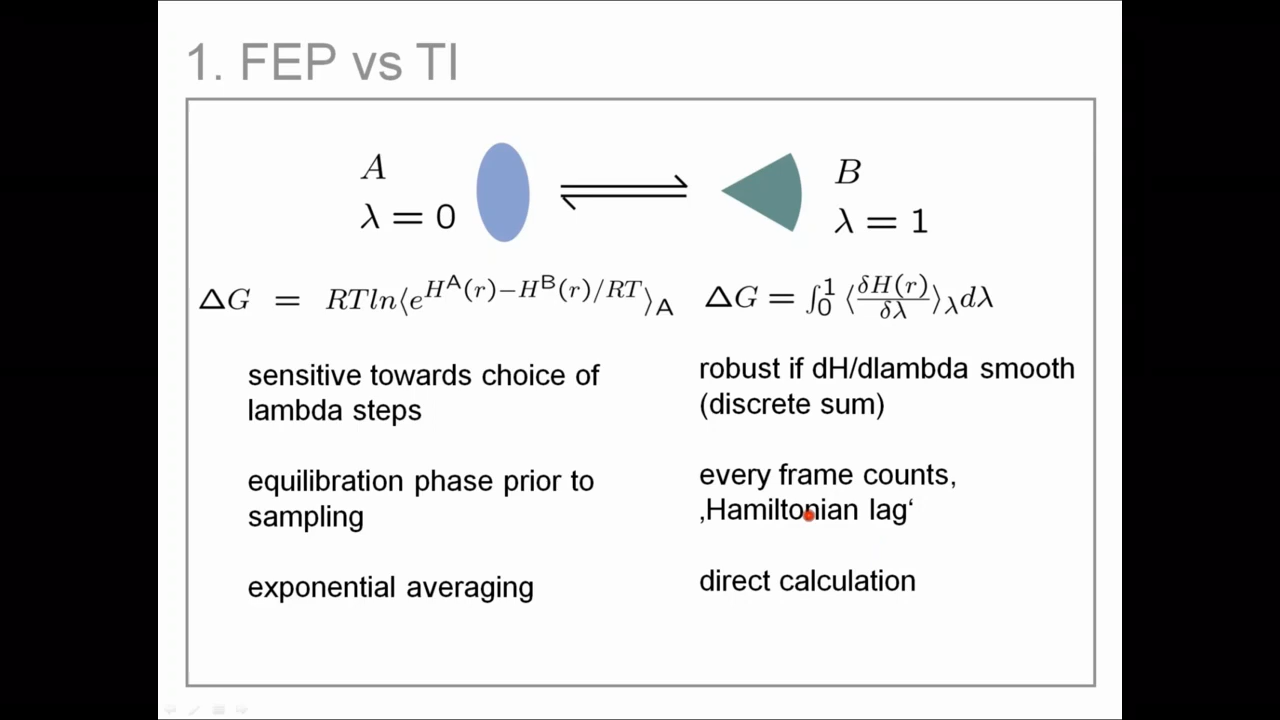 1. FEP vs TI
A
λ = 0
B
λ = 1
ΔG = RTln⟨e^{H^A(r)−H^B(r)/RT}⟩_A
ΔG = ∫_0^1 ⟨δH(r)/δλ⟩_λ dλ
sensitive towards choice of
lambda steps
equilibration phase prior to
sampling
exponential averaging
robust if dH/dlambda smooth
(discrete sum)
every frame counts,
‚Hamiltonian lag‘
direct calculation